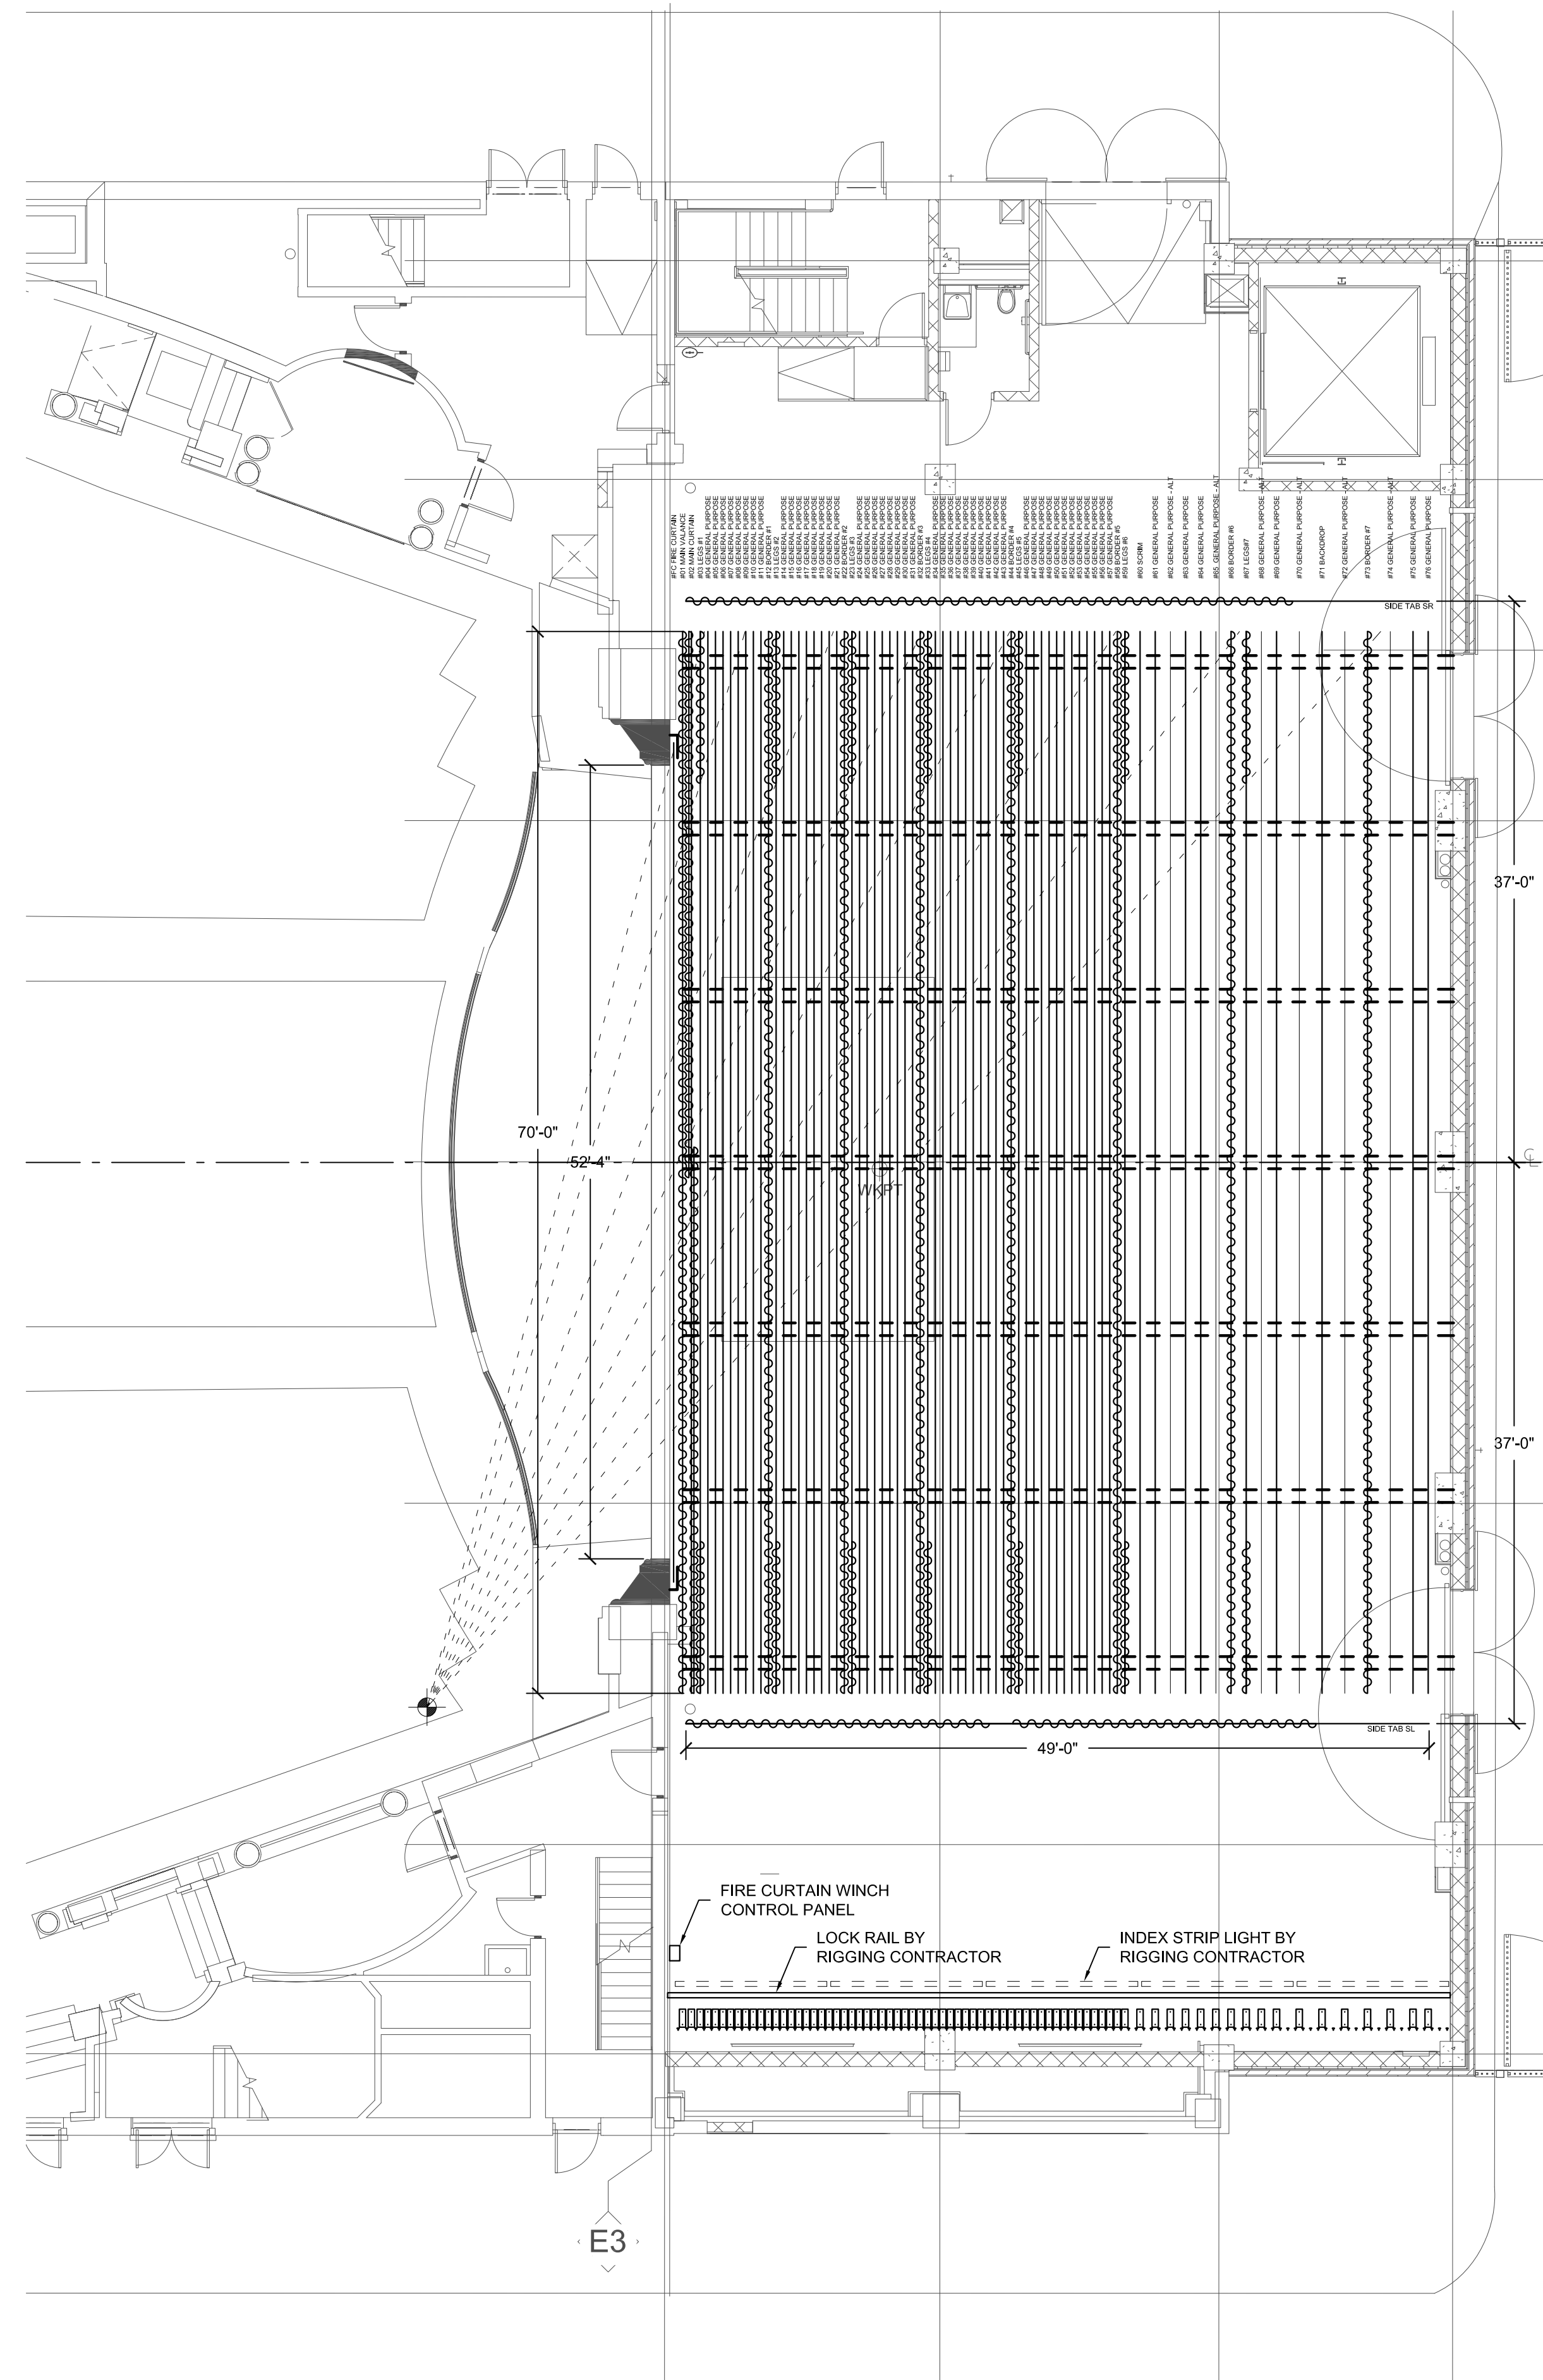 #FC FIRE CURTAIN
#01 MAIN VALANCE
#02 MAIN CURTAIN
#03 LEGS #1
#04 GENERAL PURPOSE
#05 GENERAL PURPOSE
#06 GENERAL PURPOSE
#07 GENERAL PURPOSE
#08 GENERAL PURPOSE
#09 GENERAL PURPOSE
#10 GENERAL PURPOSE
#11 GENERAL PURPOSE
#12 BORDER #1
#13 LEGS #2
#14 GENERAL PURPOSE
#15 GENERAL PURPOSE
#16 GENERAL PURPOSE
#17 GENERAL PURPOSE
#18 GENERAL PURPOSE
#19 GENERAL PURPOSE
#20 GENERAL PURPOSE
#21 GENERAL PURPOSE
#22 BORDER #2
#23 LEGS #3
#24 GENERAL PURPOSE
#25 GENERAL PURPOSE
#26 GENERAL PURPOSE
#27 GENERAL PURPOSE
#28 GENERAL PURPOSE
#29 GENERAL PURPOSE
#30 GENERAL PURPOSE
#31 GENERAL PURPOSE
#32 BORDER #3
#33 LEGS #4
#34 GENERAL PURPOSE
#35 GENERAL PURPOSE
#36 GENERAL PURPOSE
#37 GENERAL PURPOSE
#38 GENERAL PURPOSE
#39 GENERAL PURPOSE
#40 GENERAL PURPOSE
#41 GENERAL PURPOSE
#42 GENERAL PURPOSE
#43 GENERAL PURPOSE
#44 BORDER #4
#45 LEGS #5
#46 GENERAL PURPOSE
#47 GENERAL PURPOSE
#48 GENERAL PURPOSE
#49 GENERAL PURPOSE
#50 GENERAL PURPOSE
#51 GENERAL PURPOSE
#52 GENERAL PURPOSE
#53 GENERAL PURPOSE
#54 GENERAL PURPOSE
#55 GENERAL PURPOSE
#56 GENERAL PURPOSE
#57 GENERAL PURPOSE
#58 BORDER #5
#59 LEGS #6
#60 SCRIM
#61 GENERAL PURPOSE
#62 GENERAL PURPOSE - ALT
#63 GENERAL PURPOSE
#64 GENERAL PURPOSE
#65 GENERAL PURPOSE - ALT
#66 BORDER #6
#67 LEGS#7
#68 GENERAL PURPOSE - ALT
#69 GENERAL PURPOSE
#70 GENERAL PURPOSE - ALT
#71 BACKDROP
#72 GENERAL PURPOSE - ALT
#73 BORDER #7
#74 GENERAL PURPOSE - ALT
#75 GENERAL PURPOSE
#76 GENERAL PURPOSE
SIDE TAB SR
37'-0"
70'-0"
52'-4"
WKPT
CL
37'-0"
SIDE TAB SL
49'-0"
FIRE CURTAIN WINCH
CONTROL PANEL
LOCK RAIL BY
RIGGING CONTRACTOR
INDEX STRIP LIGHT BY
RIGGING CONTRACTOR
E3